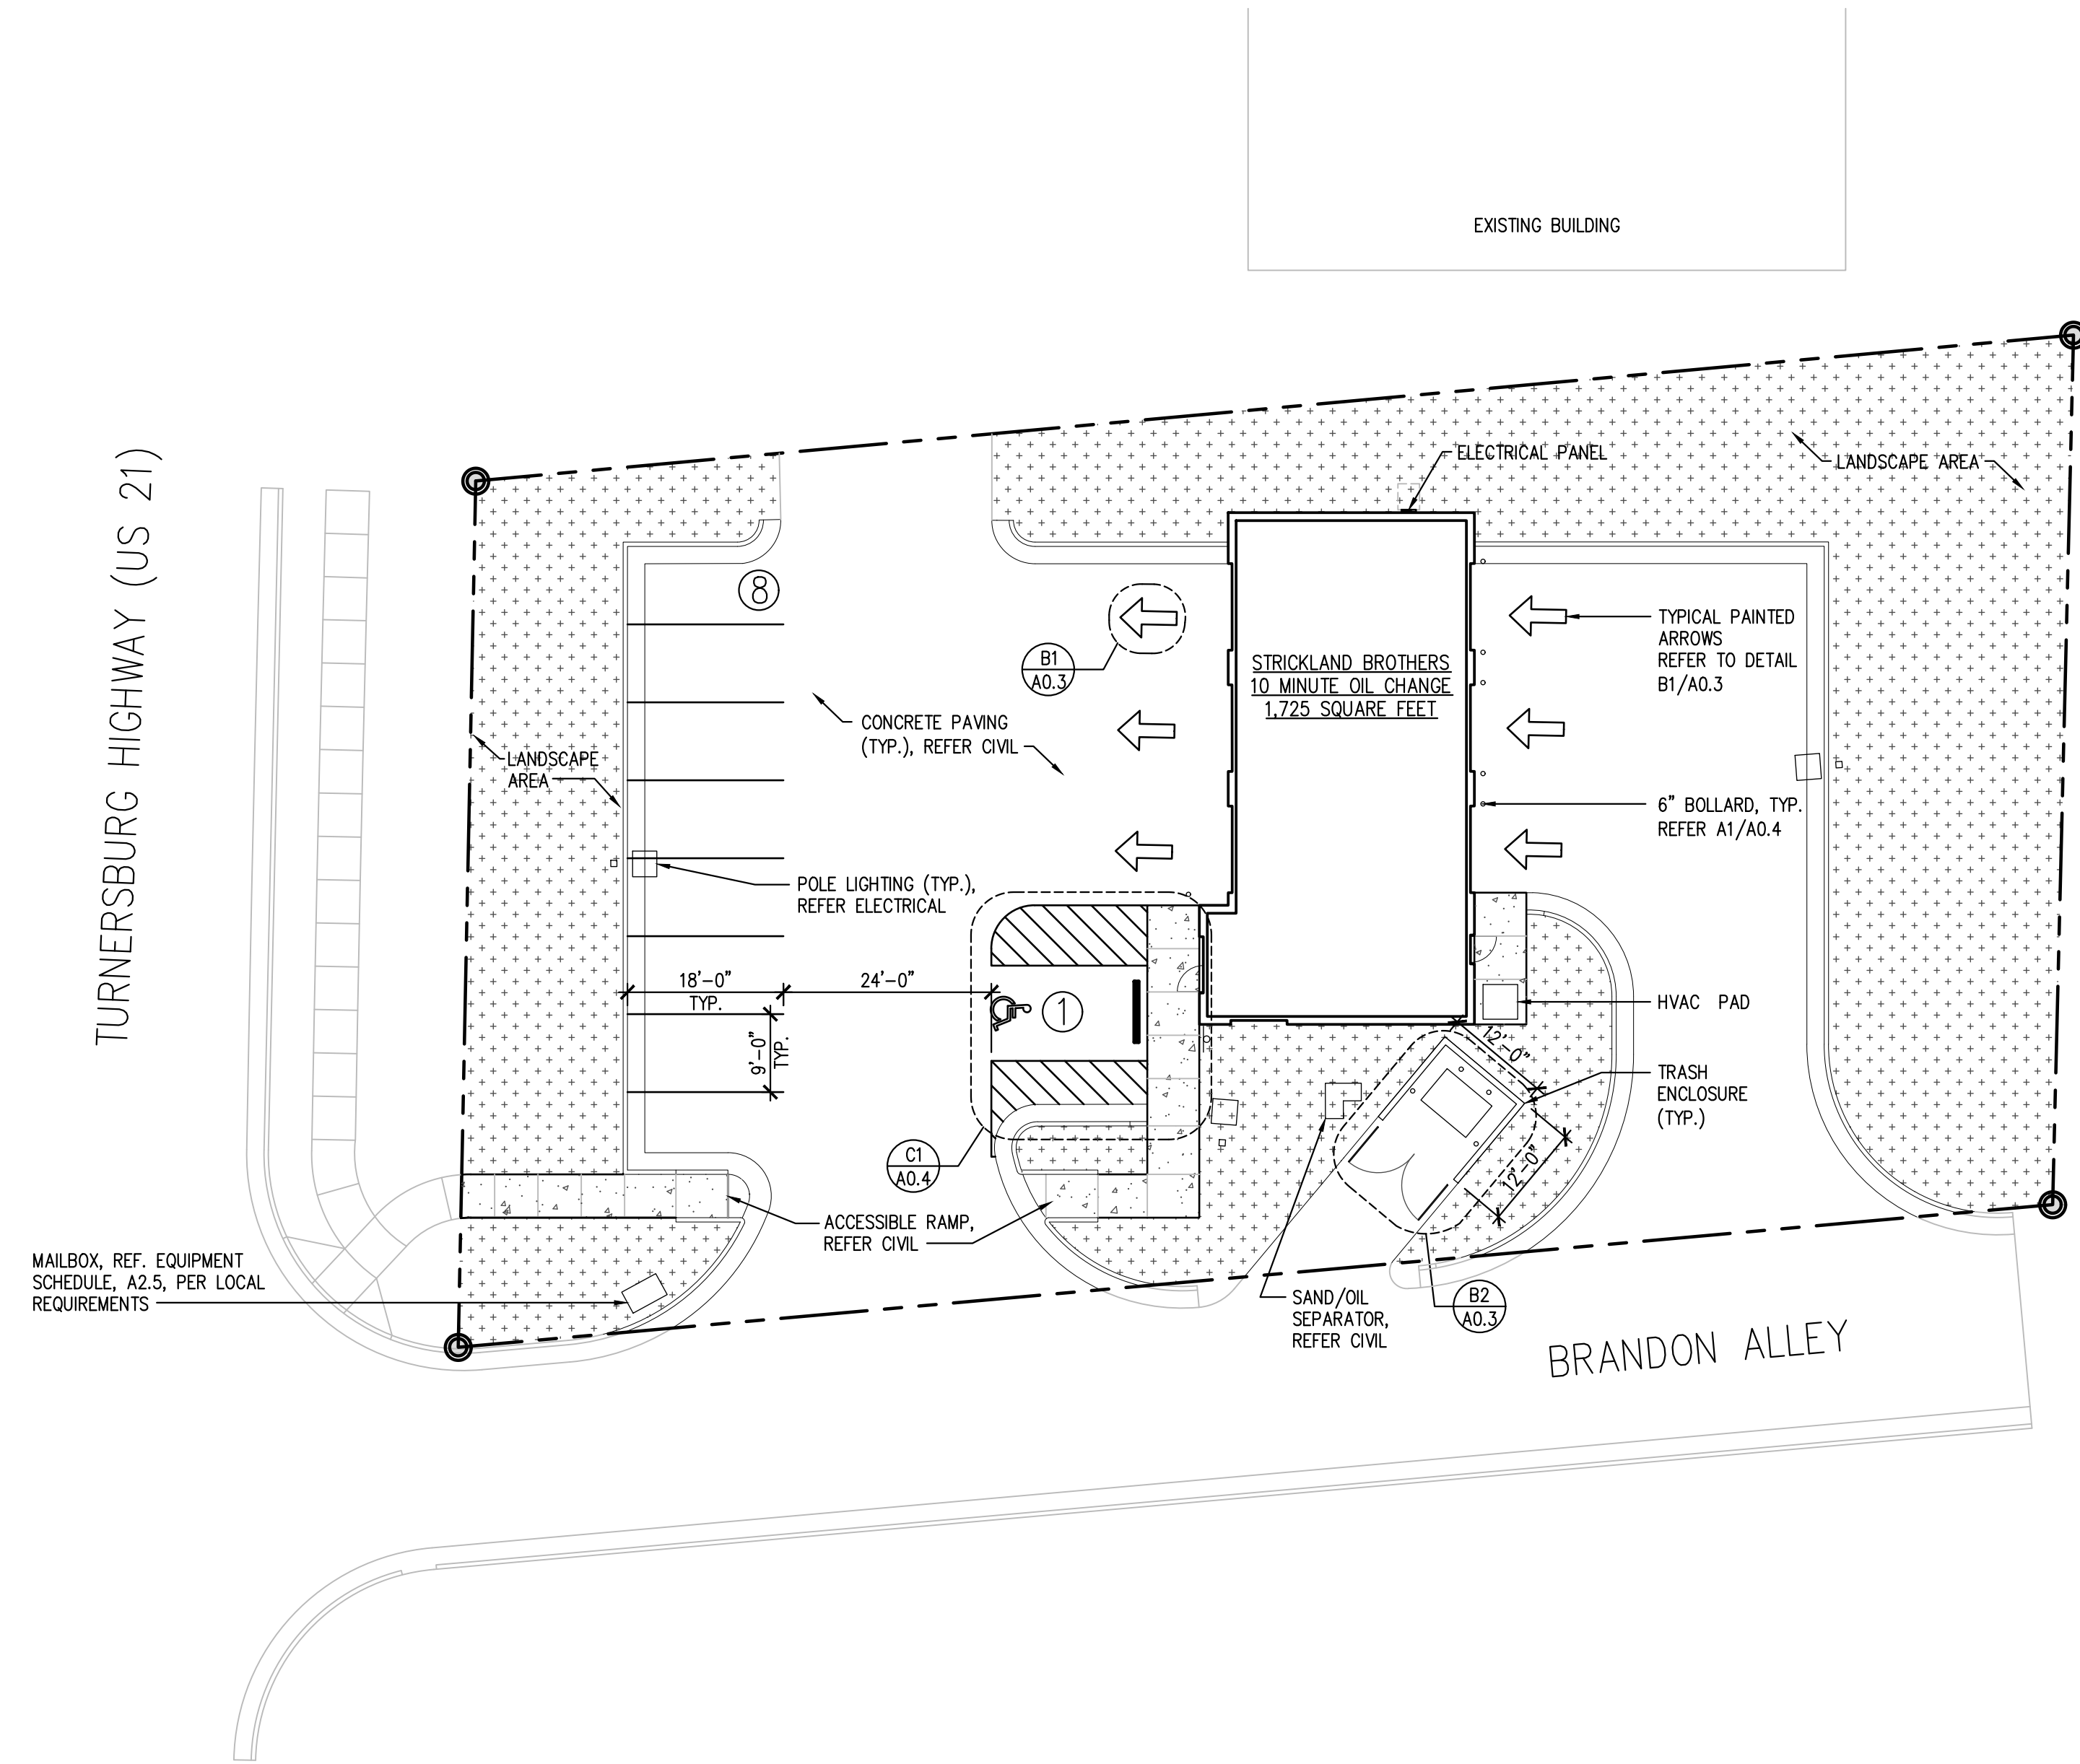 EXISTING BUILDING
ELECTRICAL PANEL
LANDSCAPE AREA
TURNERSBURG HIGHWAY (US 21)
8
B1
A0.3
TYPICAL PAINTED
ARROWS
REFER TO DETAIL
B1/A0.3
STRICKLAND BROTHERS
10 MINUTE OIL CHANGE
1,725 SQUARE FEET
CONCRETE PAVING
(TYP.), REFER CIVIL
LANDSCAPE
AREA
6" BOLLARD, TYP.
REFER A1/A0.4
POLE LIGHTING (TYP.),
REFER ELECTRICAL
18'-0"
TYP.
24'-0"
1
HVAC PAD
9'-0"
TYP.
12'-0"
TRASH
ENCLOSURE
(TYP.)
12'-0"
C1
A0.4
ACCESSIBLE RAMP,
REFER CIVIL
MAILBOX, REF. EQUIPMENT
SCHEDULE, A2.5, PER LOCAL
REQUIREMENTS
SAND/OIL
SEPARATOR,
REFER CIVIL
B2
A0.3
BRANDON ALLEY